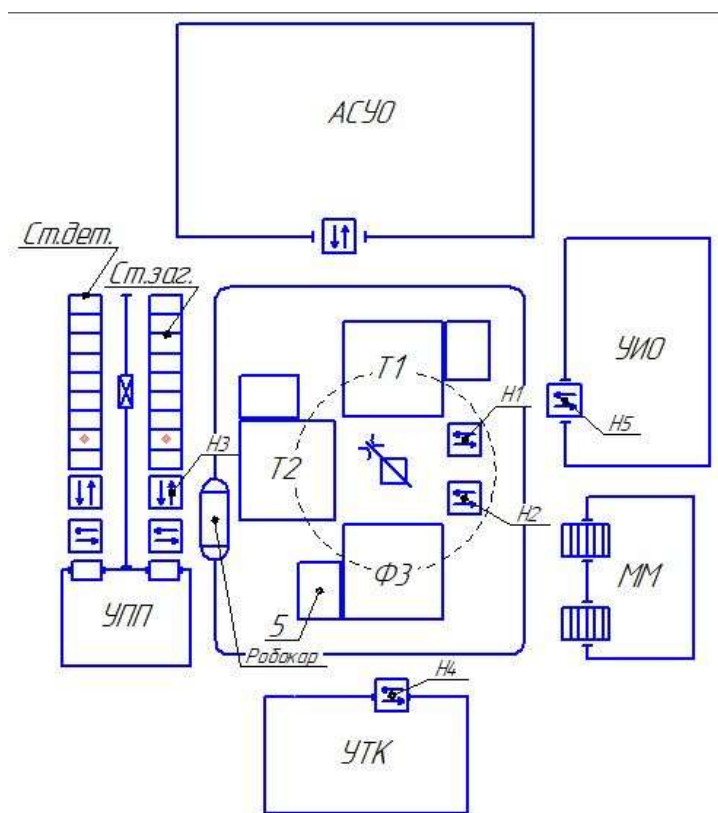 АСУО
Ст.дет.
Ст.заг.
Т1
УИО
Н1
Н5
Н3
Т2
Н2
Ф3
ММ
5
УПП
Робокар
Н4
УТК